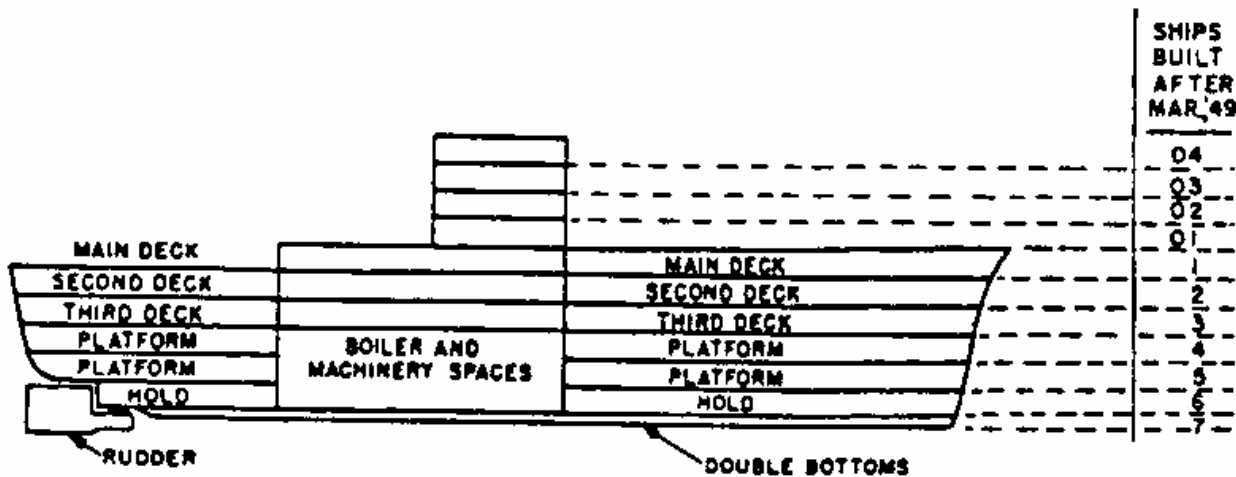 SHIPS
BUILT
AFTER
MAR, '49
04
03
02
01
1
2
3
4
5
6
7
MAIN DECK
SECOND DECK
THIRD DECK
PLATFORM
PLATFORM
HOLD
BOILER AND
MACHINERY SPACES
MAIN DECK
SECOND DECK
THIRD DECK
PLATFORM
PLATFORM
HOLD
RUDDER
DOUBLE BOTTOMS